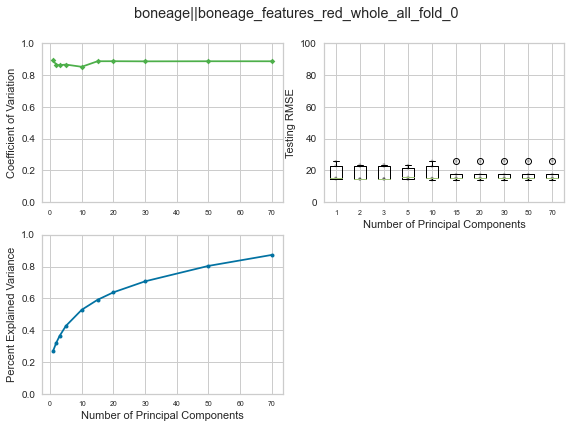 boneage||boneage_features_red_whole_all_fold_0
Coefficient of Variation
1.0
0.8
0.6
0.4
0.2
0.0
0 10 20 30 40 50 60 70
Testing RMSE
100
80
60
40
20
0
1 2 3 5 10 15 20 30 50 70
Number of Principal Components
Percent Explained Variance
1.0
0.8
0.6
0.4
0.2
0.0
0 10 20 30 40 50 60 70
Number of Principal Components